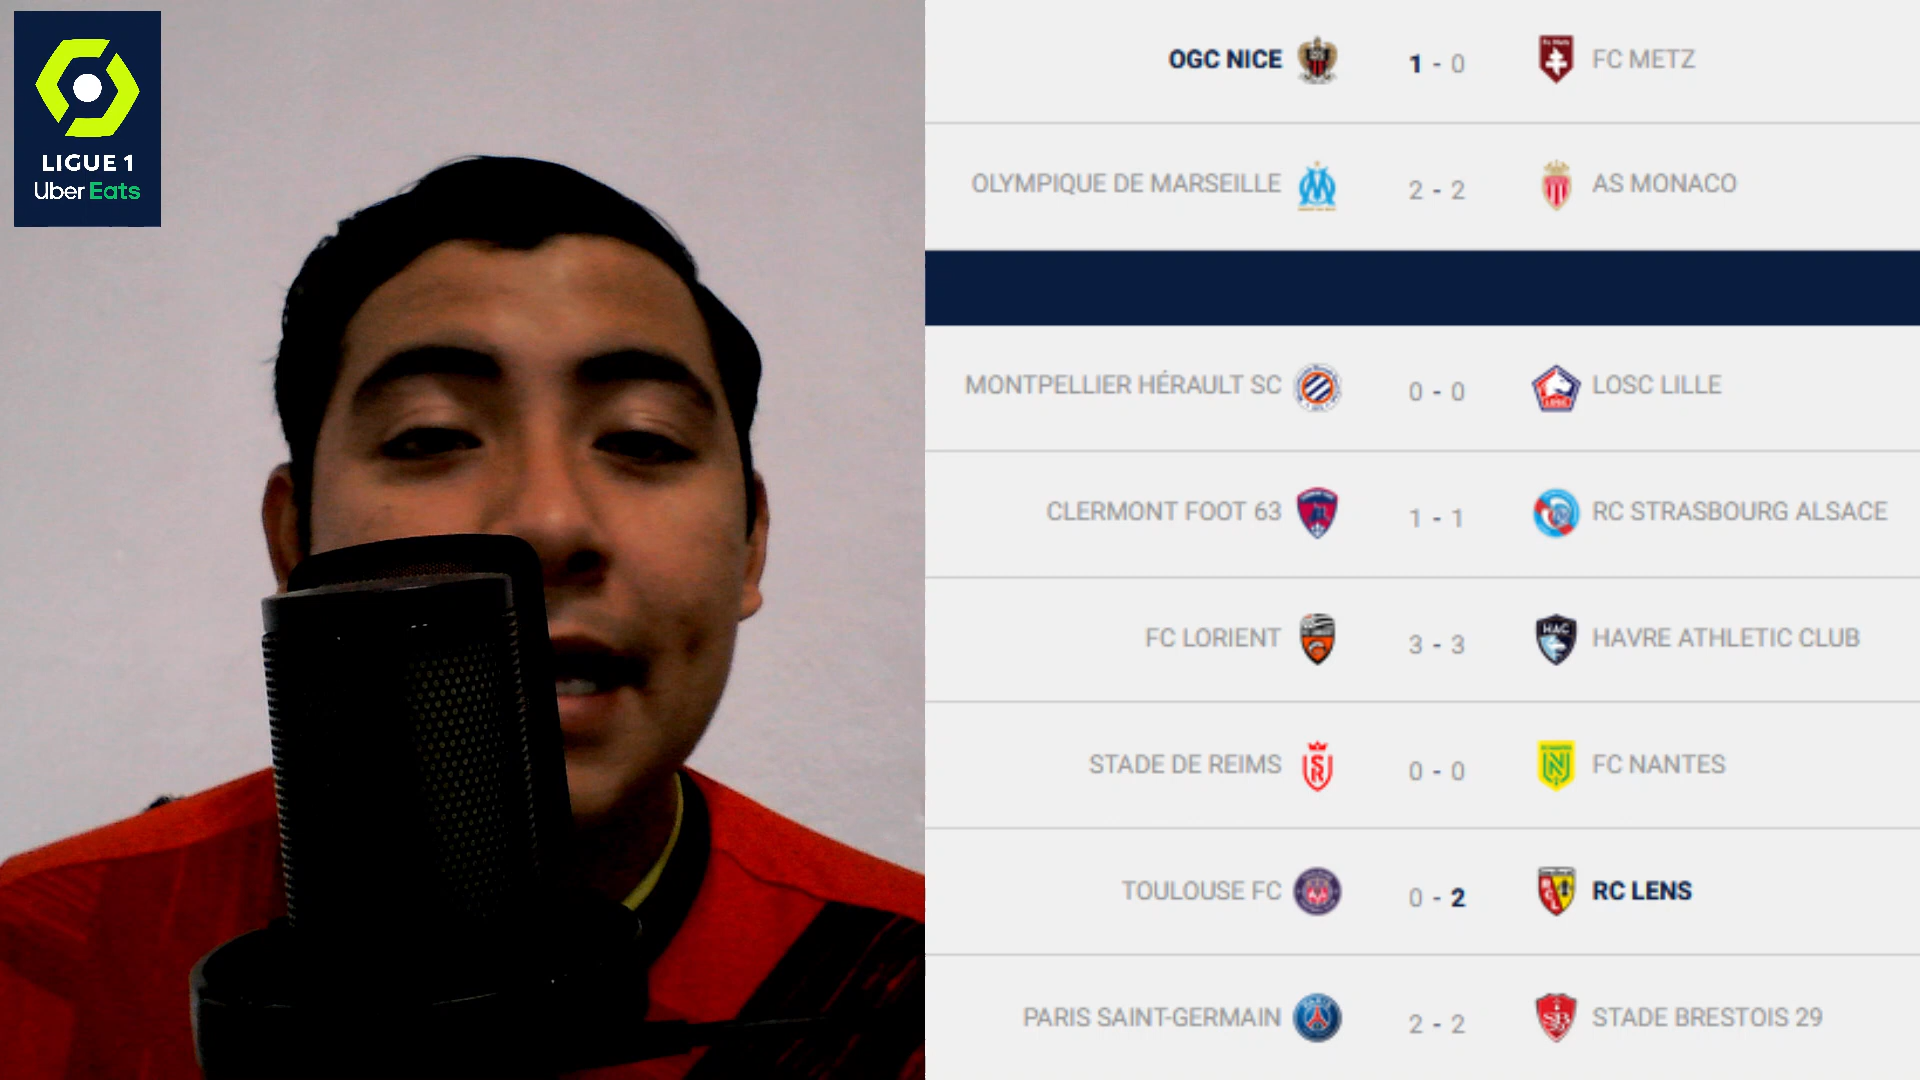 LIGUE 1
Uber Eats
OGC NICE 1 - 0 FC METZ
OLYMPIQUE DE MARSEILLE 2 - 2 AS MONACO
MONTPELLIER HÉRAULT SC 0 - 0 LOSC LILLE
CLERMONT FOOT 63 1 - 1 RC STRASBOURG ALSACE
FC LORIENT 3 - 3 HAVRE ATHLETIC CLUB
STADE DE REIMS 0 - 0 FC NANTES
TOULOUSE FC 0 - 2 RC LENS
PARIS SAINT-GERMAIN 2 - 2 STADE BRESTOIS 29